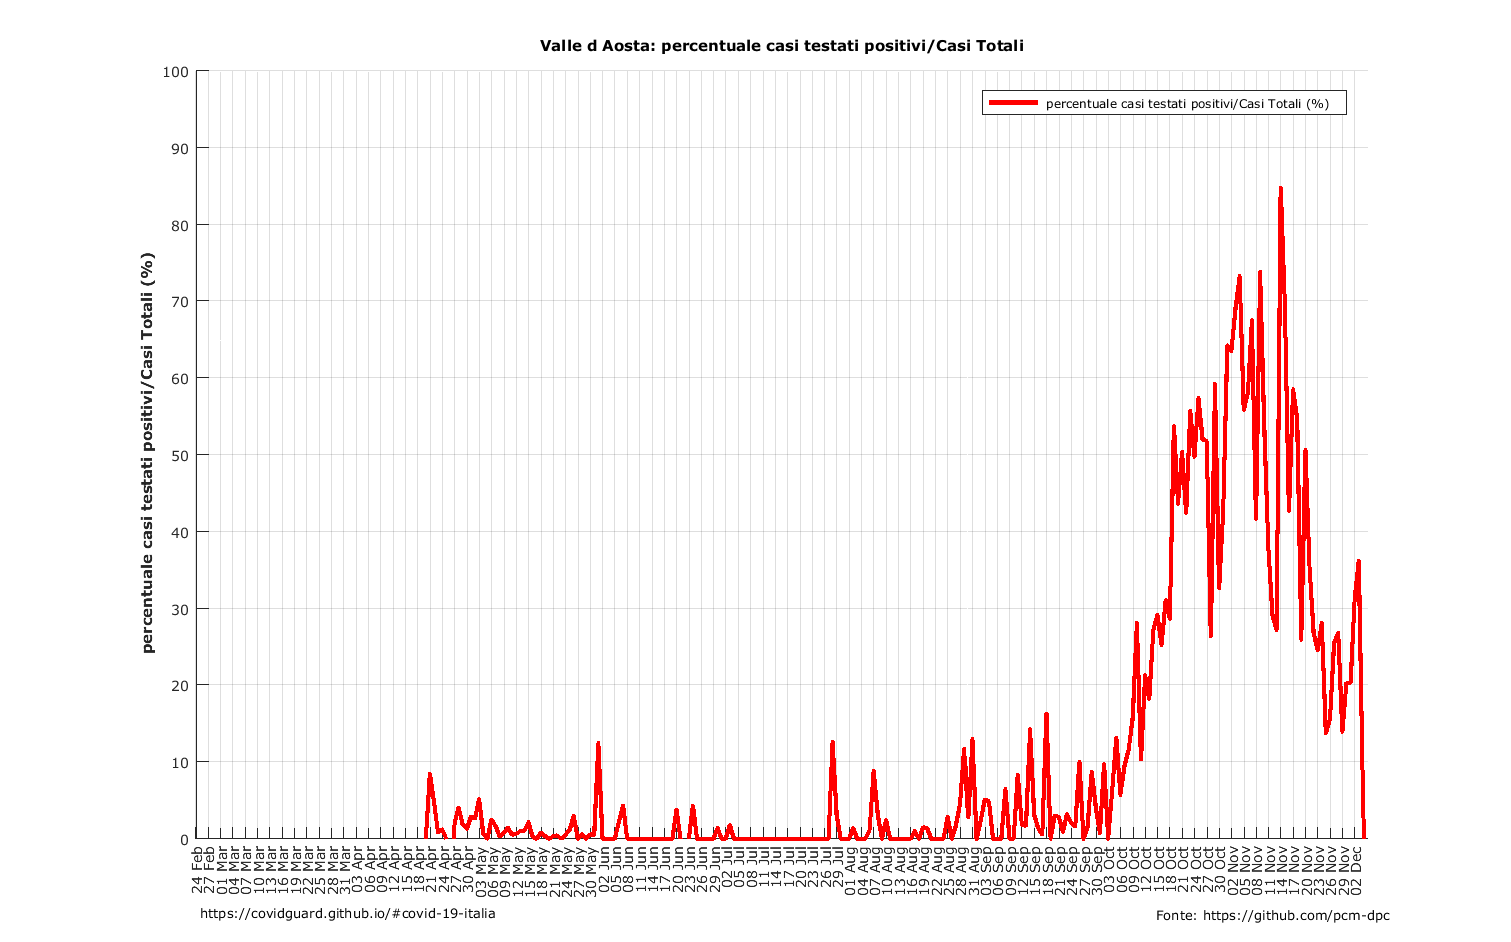 Valle d Aosta: percentuale casi testati positivi/Casi Totali
percentuale casi testati positivi/Casi Totali (%)
percentuale casi testati positivi/Casi Totali (%)
100
90
80
70
60
50
40
30
20
10
0
24 Feb
27 Feb
01 Mar
04 Mar
07 Mar
10 Mar
13 Mar
16 Mar
19 Mar
22 Mar
25 Mar
28 Mar
31 Mar
03 Apr
06 Apr
09 Apr
12 Apr
15 Apr
18 Apr
21 Apr
24 Apr
27 Apr
30 Apr
03 May
06 May
09 May
12 May
15 May
18 May
21 May
24 May
27 May
30 May
02 Jun
05 Jun
08 Jun
11 Jun
14 Jun
17 Jun
20 Jun
23 Jun
26 Jun
29 Jun
02 Jul
05 Jul
08 Jul
11 Jul
14 Jul
17 Jul
20 Jul
23 Jul
26 Jul
29 Jul
01 Aug
04 Aug
07 Aug
10 Aug
13 Aug
16 Aug
19 Aug
22 Aug
25 Aug
28 Aug
31 Aug
03 Sep
06 Sep
09 Sep
12 Sep
15 Sep
18 Sep
21 Sep
24 Sep
27 Sep
30 Sep
03 Oct
06 Oct
09 Oct
12 Oct
15 Oct
18 Oct
21 Oct
24 Oct
27 Oct
30 Oct
02 Nov
05 Nov
08 Nov
11 Nov
14 Nov
17 Nov
20 Nov
23 Nov
26 Nov
29 Nov
02 Dec
https://covidguard.github.io/#covid-19-italia
Fonte: https://github.com/pcm-dpc